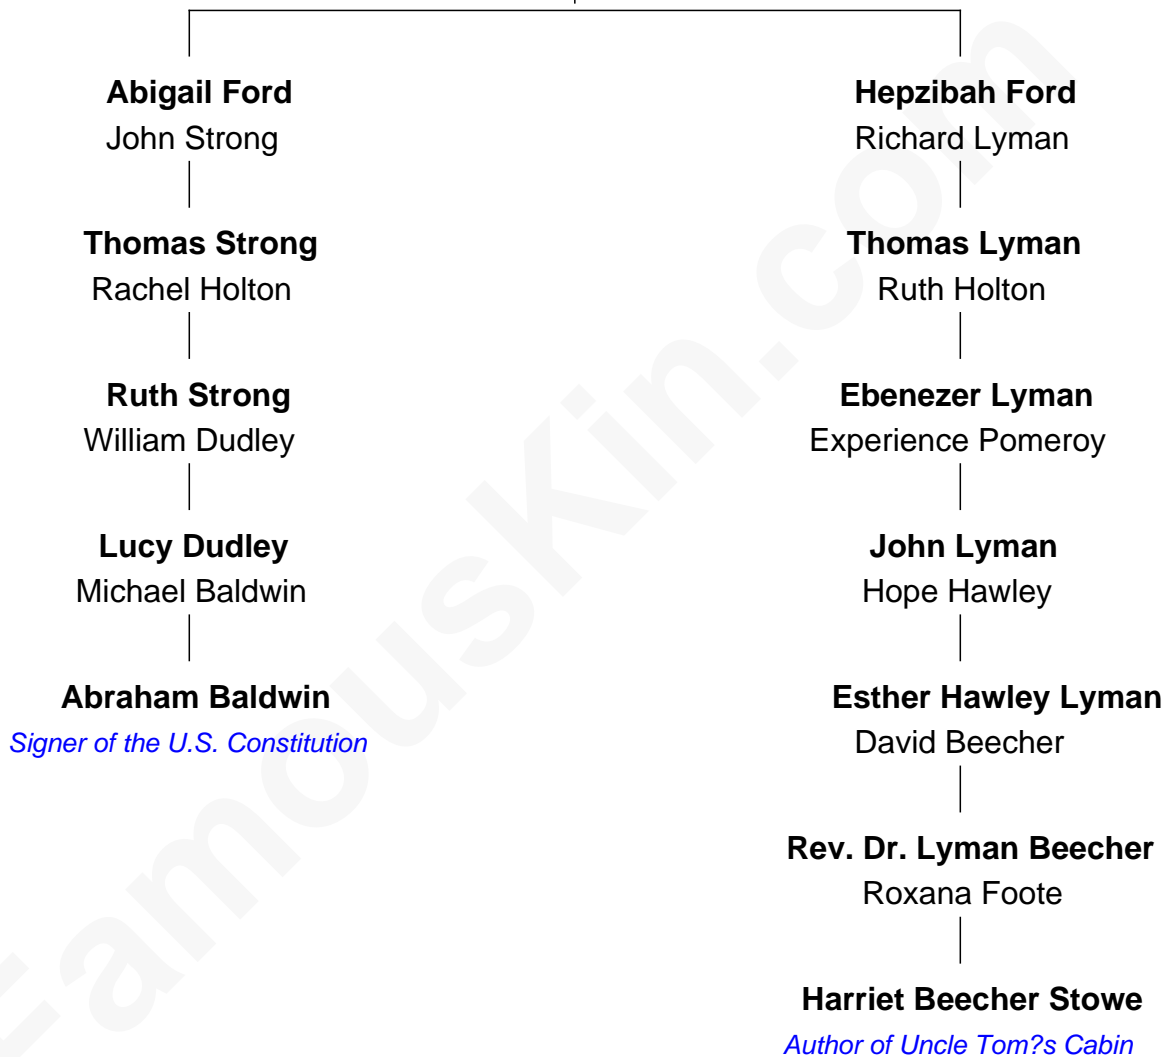 Abigail Ford
John Strong
Thomas Strong
Rachel Holton
Ruth Strong
William Dudley
Lucy Dudley
Michael Baldwin
Abraham Baldwin
Signer of the U.S. Constitution
Hepzibah Ford
Richard Lyman
Thomas Lyman
Ruth Holton
Ebenezer Lyman
Experience Pomeroy
John Lyman
Hope Hawley
Esther Hawley Lyman
David Beecher
Rev. Dr. Lyman Beecher
Roxana Foote
Harriet Beecher Stowe
Author of Uncle Tom?s Cabin
FamousKin.com